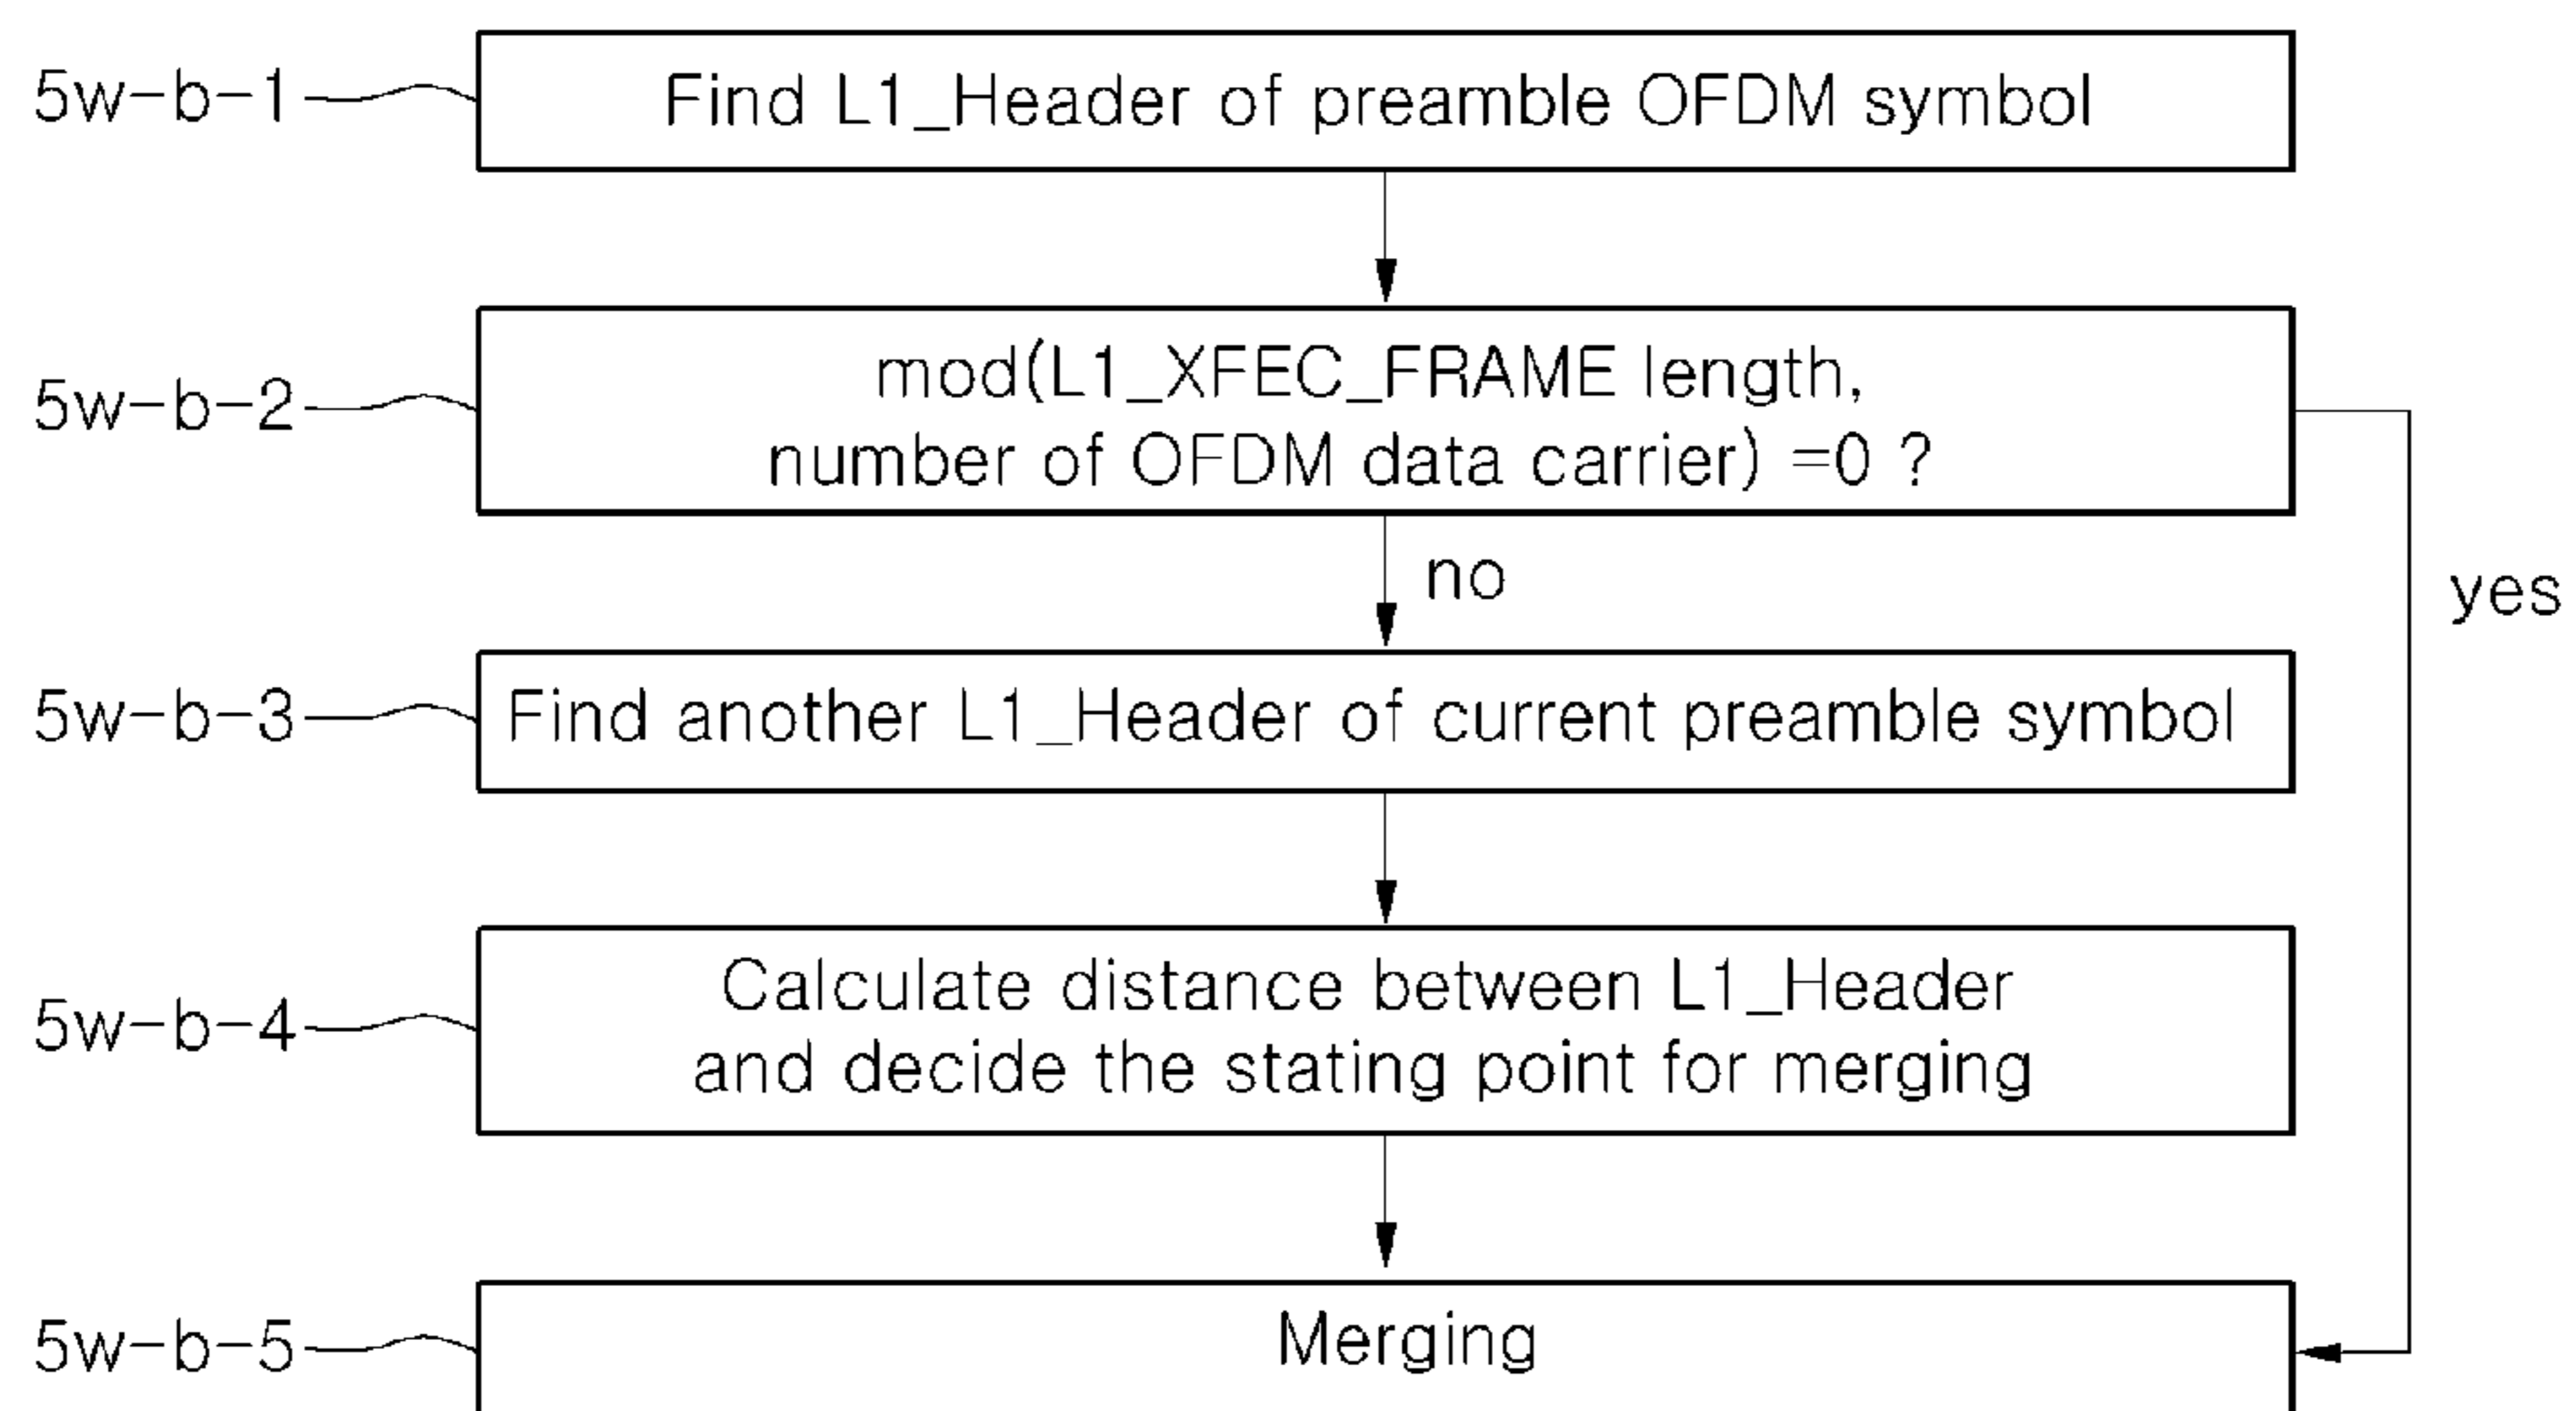 5w-b-1
Find L1_Header of preamble OFDM symbol
5w-b-2
mod(L1_XFEC_FRAME length,
number of OFDM data carrier) =0 ?
no
yes
5w-b-3
Find another L1_Header of current preamble symbol
5w-b-4
Calculate distance between L1_Header
and decide the stating point for merging
5w-b-5
Merging